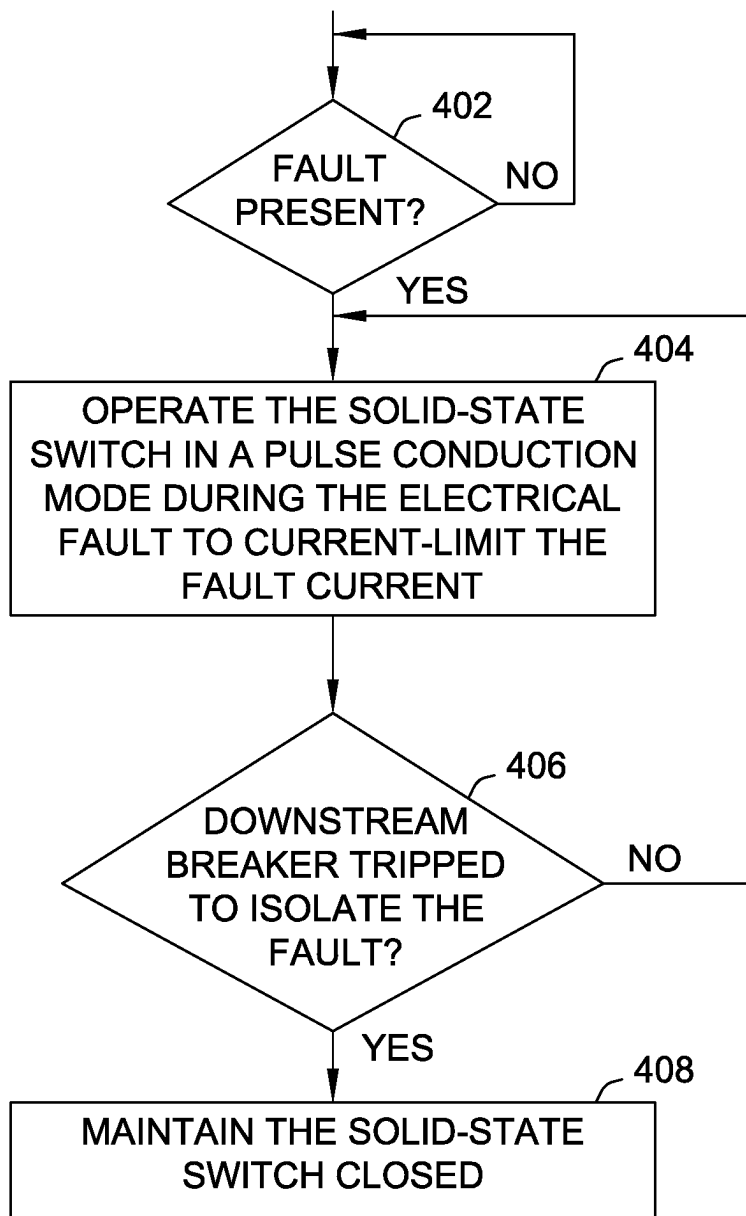 402
FAULT
PRESENT?
NO
YES
404
OPERATE THE SOLID-STATE
SWITCH IN A PULSE CONDUCTION
MODE DURING THE ELECTRICAL
FAULT TO CURRENT-LIMIT THE
FAULT CURRENT
406
DOWNSTREAM
BREAKER TRIPPED
TO ISOLATE THE
FAULT?
NO
YES
408
MAINTAIN THE SOLID-STATE
SWITCH CLOSED